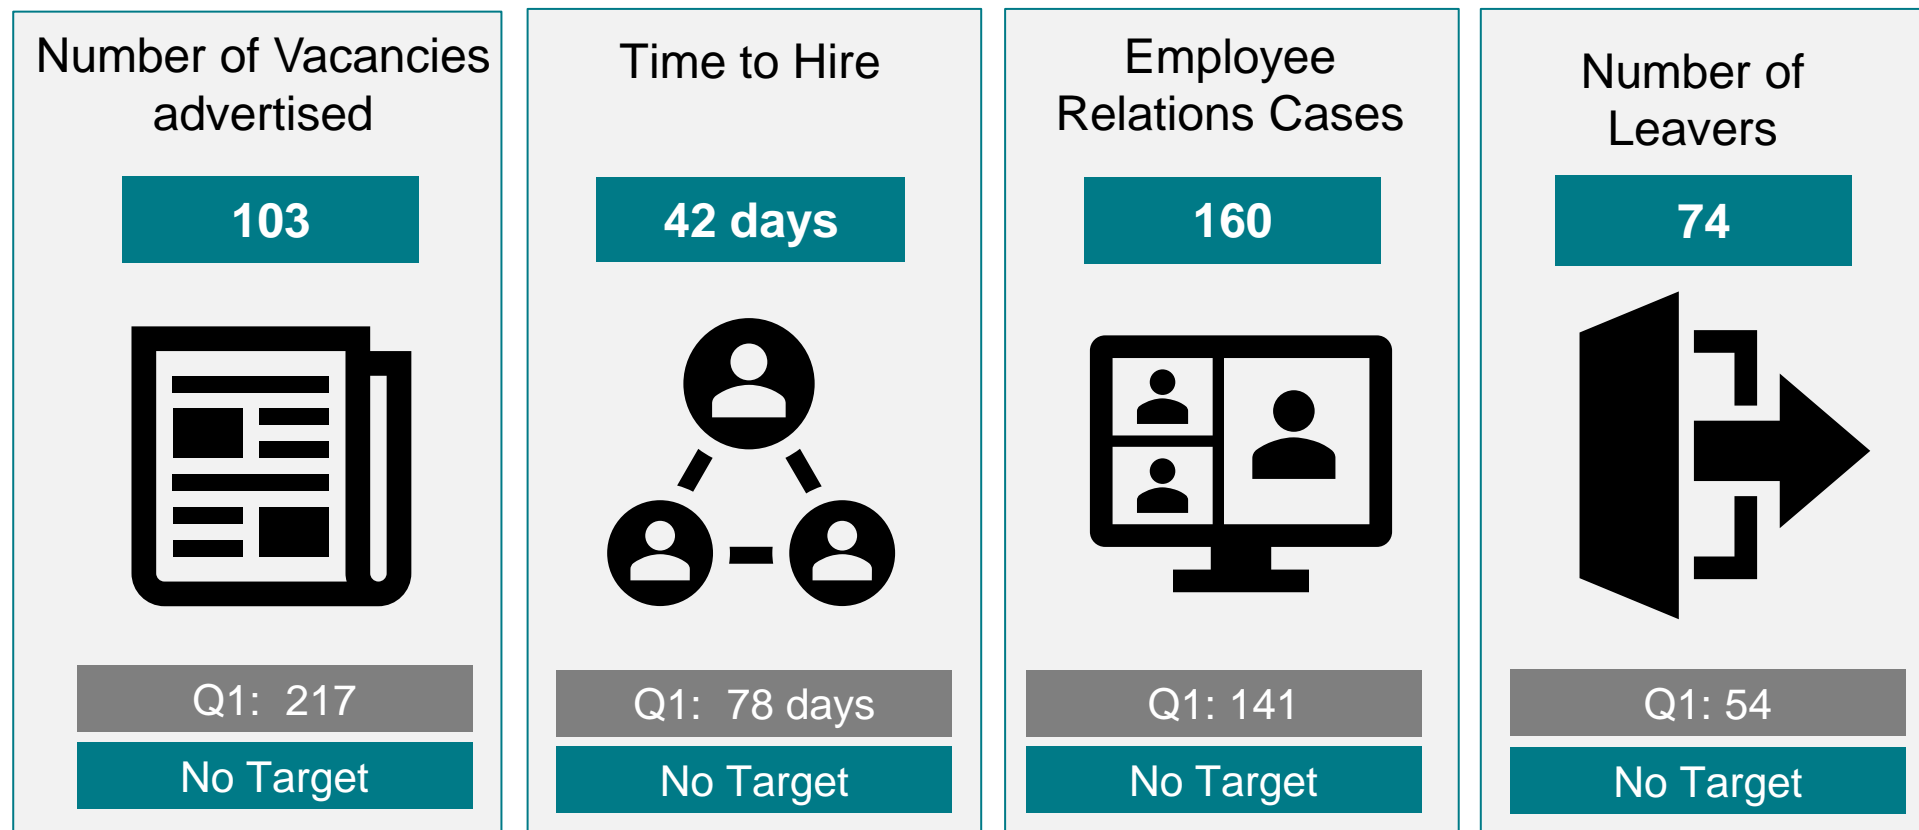 Number of Vacancies
advertised
103
Q1:  217
No Target
Time to Hire
42 days
Q1:  78 days
No Target
Employee
Relations Cases
160
Q1: 141
No Target
Number of
Leavers
74
Q1: 54
No Target